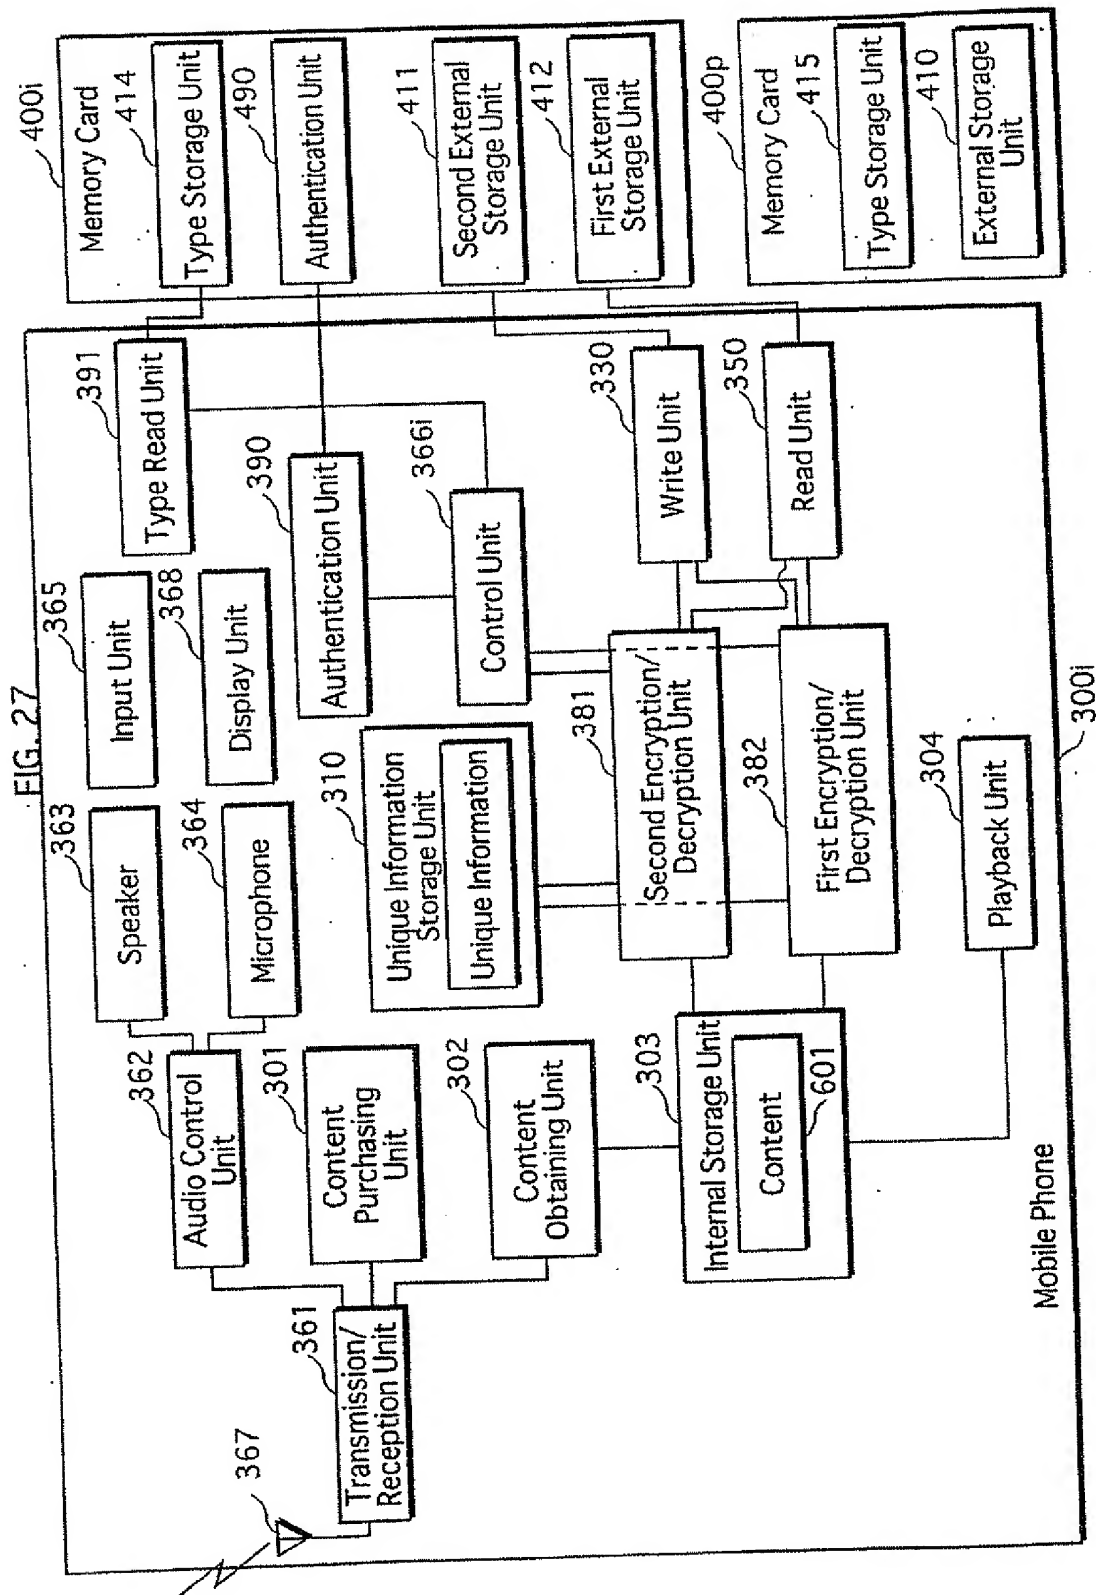 FIG. 27
367
361
Transmission/
Reception Unit
362
Audio Control
Unit
363
Speaker
364
Microphone
365
Input Unit
368
Display Unit
391
Type Read Unit
301
Content
Purchasing
Unit
302
Content
Obtaining Unit
310
Unique Information
Storage Unit
Unique Information
390
Authentication Unit
366i
Control Unit
303
Internal Storage Unit
Content
601
381
Second Encryption/
Decryption Unit
382
First Encryption/
Decryption Unit
330
Write Unit
350
Read Unit
304
Playback Unit
Mobile Phone
300i
400i
Memory Card
414
Type Storage Unit
490
Authentication Unit
411
Second External
Storage Unit
412
First External
Storage Unit
400p
Memory Card
415
Type Storage Unit
410
External Storage
Unit